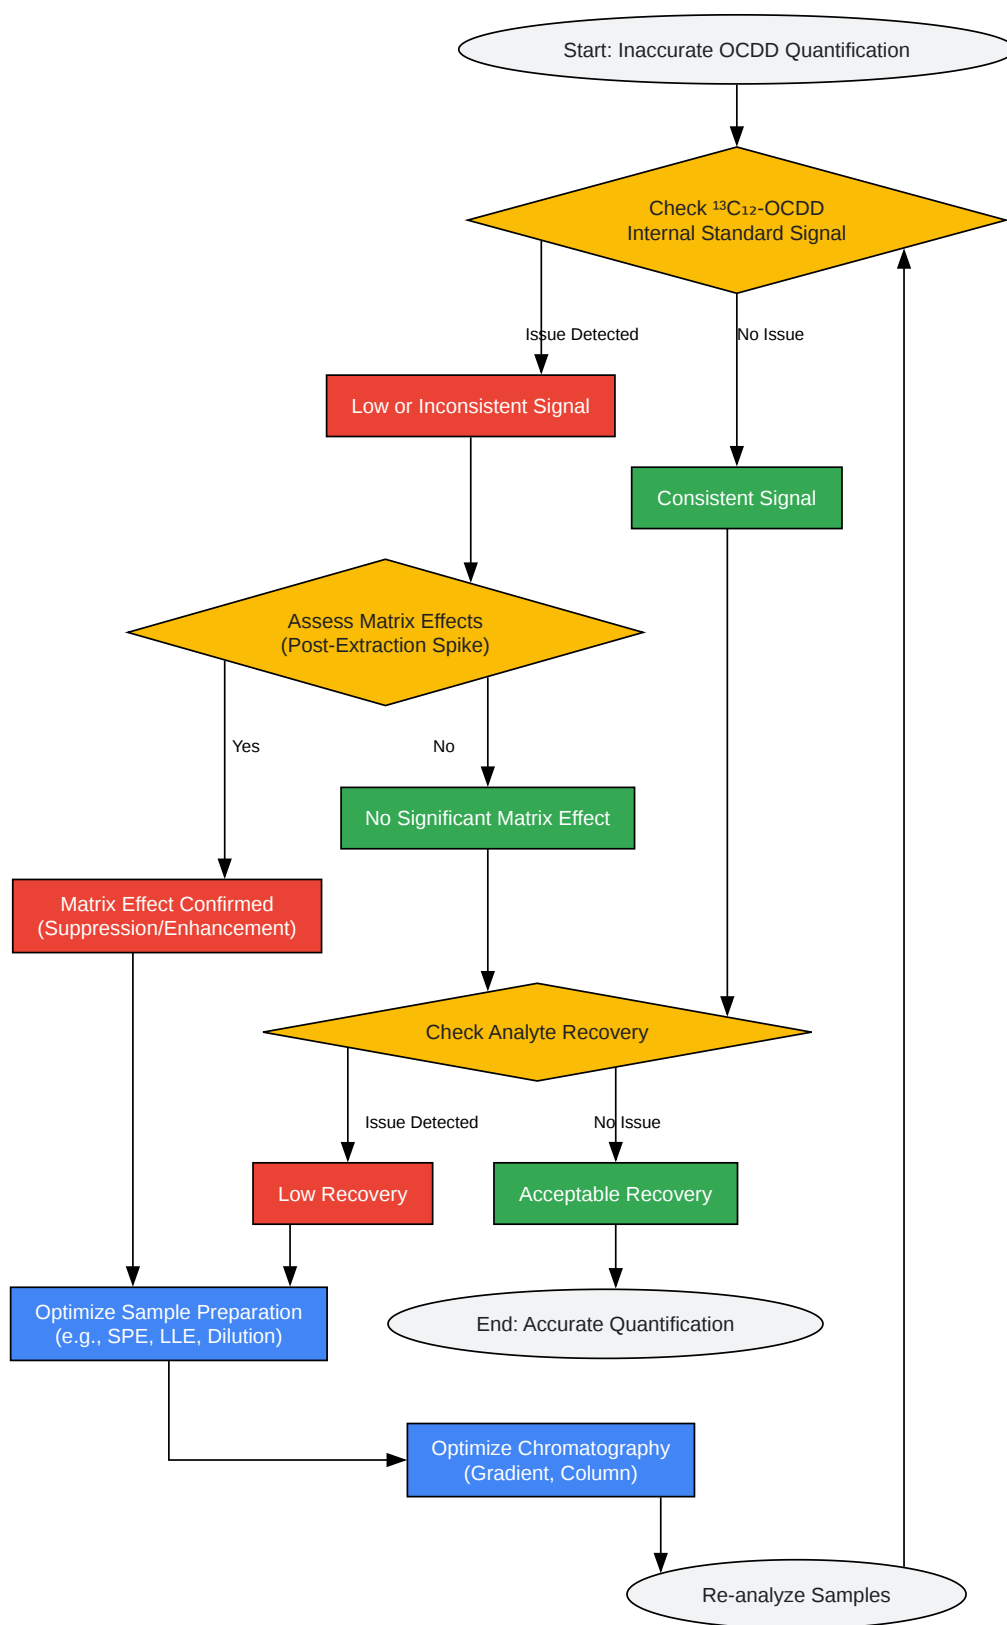 Start: Inaccurate OCDD Quantification
Check ¹³C₁₂-OCDD
Internal Standard Signal
Issue Detected
No Issue
Low or Inconsistent Signal
Consistent Signal
Assess Matrix Effects
(Post-Extraction Spike)
Yes
No
No Significant Matrix Effect
Matrix Effect Confirmed
(Suppression/Enhancement)
Check Analyte Recovery
Issue Detected
No Issue
Low Recovery
Acceptable Recovery
Optimize Sample Preparation
(e.g., SPE, LLE, Dilution)
End: Accurate Quantification
Optimize Chromatography
(Gradient, Column)
Re-analyze Samples